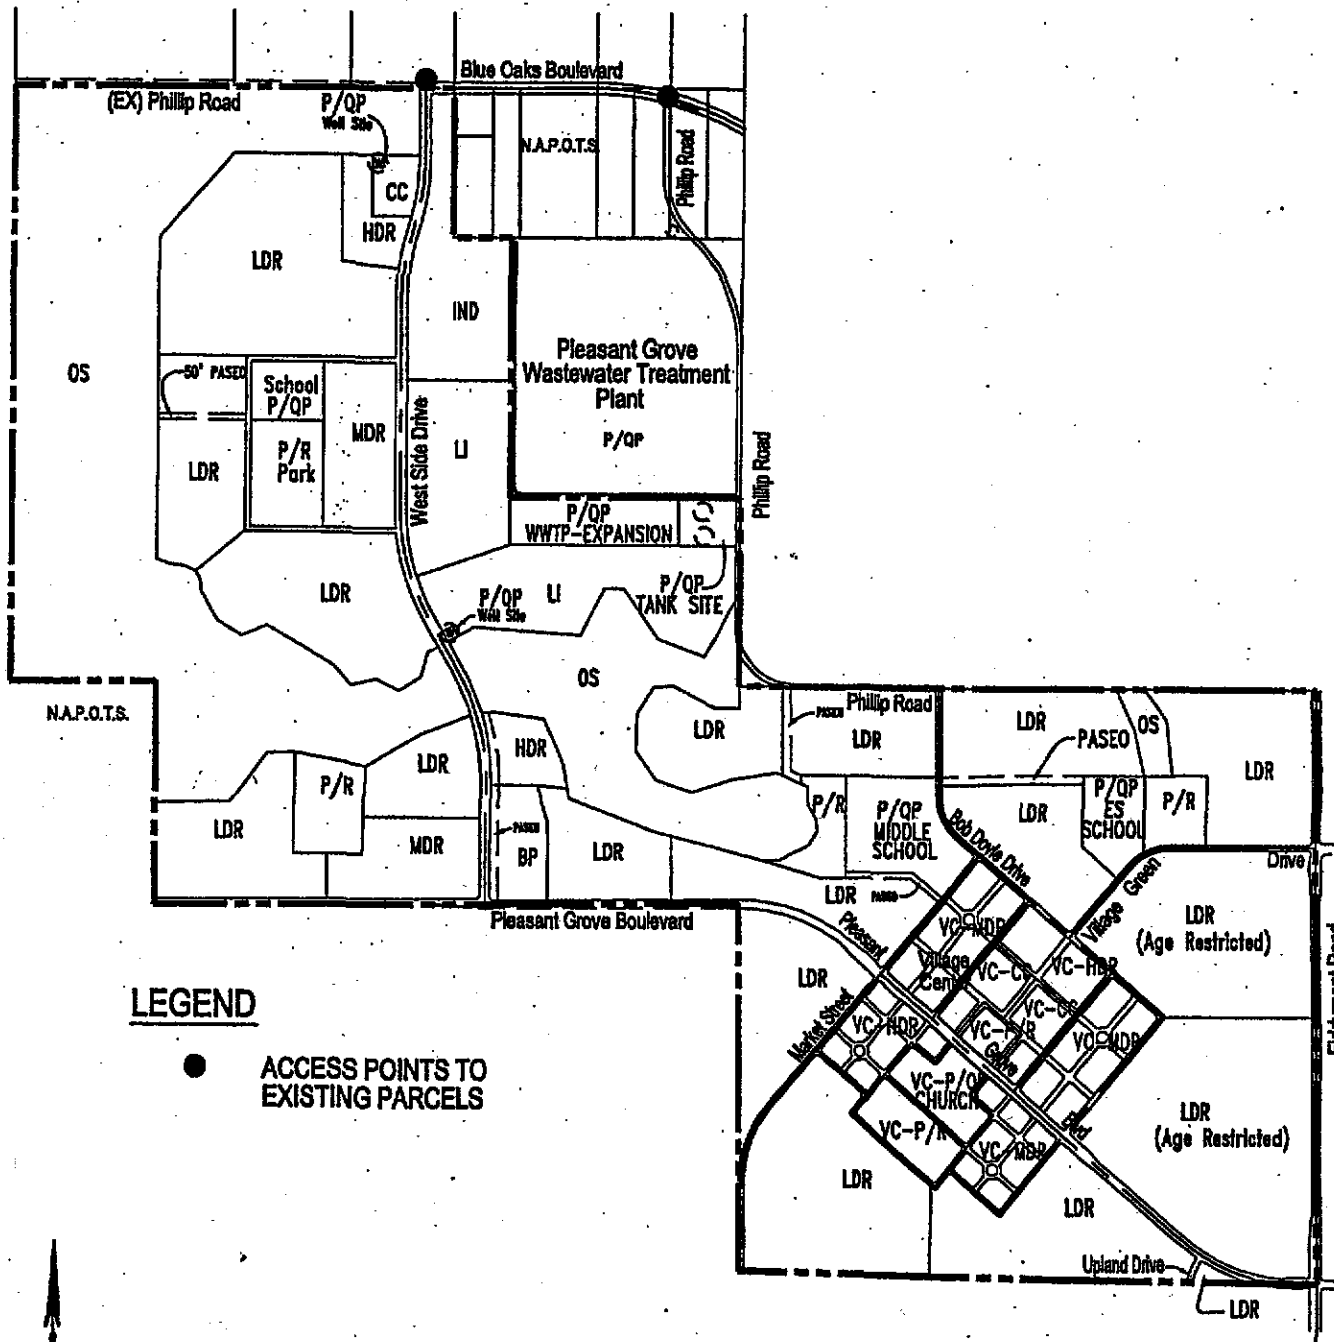 Blue Oaks Boulevard
(EX) Phillip Road
P/QP
Well Site
N.A.P.O.T.S.
Phillip Road
CC
HDR
LDR
IND
Pleasant Grove
Wastewater Treatment
Plant
P/QP
OS
50' PASEO
School
P/QP
MDR
P/R
Park
LDR
West Side Drive
LI
Phillip Road
P/QP
WWTP-EXPANSION
LDR
P/QP
Well Site
LI
P/QP
TANK SITE
OS
N.A.P.O.T.S.
LDR
PASEO
Phillip Road
LDR
LDR
PASEO
OS
LDR
HDR
LDR
P/R
LDR
MDR
PASEO
BP
LDR
P/R
P/QP
MIDDLE
SCHOOL
LDR
P/QP
ES
SCHOOL
P/R
Bob Doyle Drive
Village Green
Drive
LDR
PASEO
Pleasant Grove Boulevard
Pleasant
Grove
Blvd
VC-MDR
Village
Center
VC-CC
VC-HDR
LDR
(Age Restricted)
LDR
Market Street
VC-HDR
VC-P/R
VC-CC
VC-MDR
VC-P/QP
CHURCH
VC-P/R
VC-MDR
LDR
(Age Restricted)
LDR
LDR
Upland Drive
LDR
LEGEND
ACCESS POINTS TO
EXISTING PARCELS